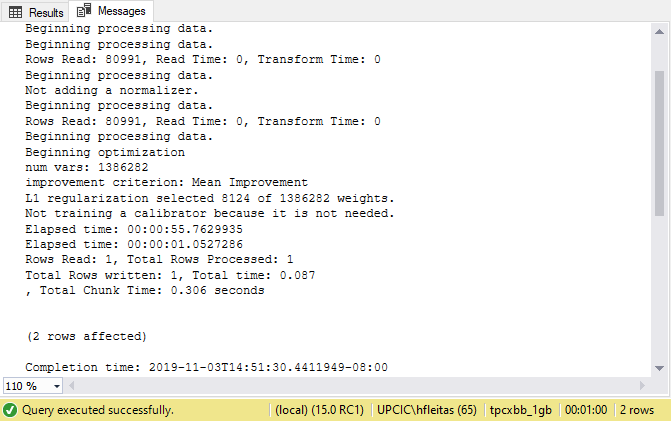 Results Messages
Beginning processing data.
Beginning processing data.
Rows Read: 80991, Read Time: 0, Transform Time: 0
Beginning processing data.
Not adding a normalizer.
Beginning processing data.
Rows Read: 80991, Read Time: 0, Transform Time: 0
Beginning processing data.
Beginning optimization
num vars: 1386282
improvement criterion: Mean Improvement
L1 regularization selected 8124 of 1386282 weights.
Not training a calibrator because it is not needed.
Elapsed time: 00:00:55.7629935
Elapsed time: 00:00:01.0527286
Rows Read: 1, Total Rows Processed: 1
Total Rows written: 1, Total time: 0.087
, Total Chunk Time: 0.306 seconds
(2 rows affected)
Completion time: 2019-11-03T14:51:30.4411949-08:00
110 %
Query executed successfully. (local) (15.0 RC1) UPCIC\hfleitas (65) tpcxbb_1gb 00:01:00 2 rows